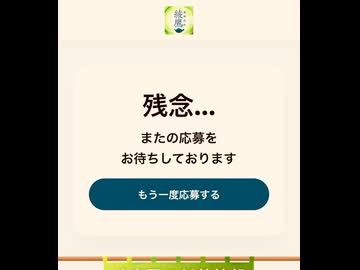 綾鷹
残念...
またの応募を
お待ちしております
もう一度応募する